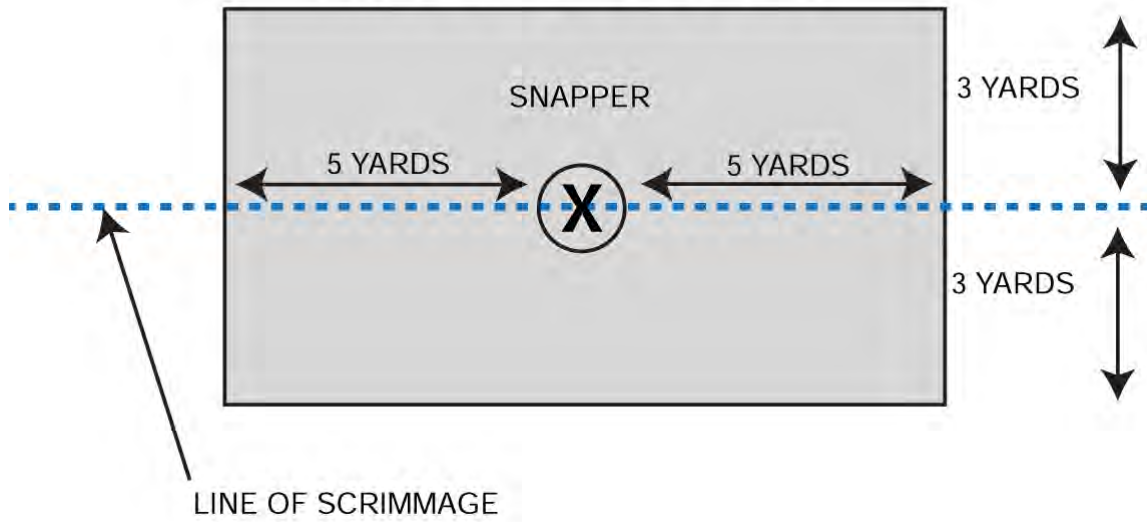 SNAPPER
3 YARDS
5 YARDS
5 YARDS
X
3 YARDS
LINE OF SCRIMMAGE